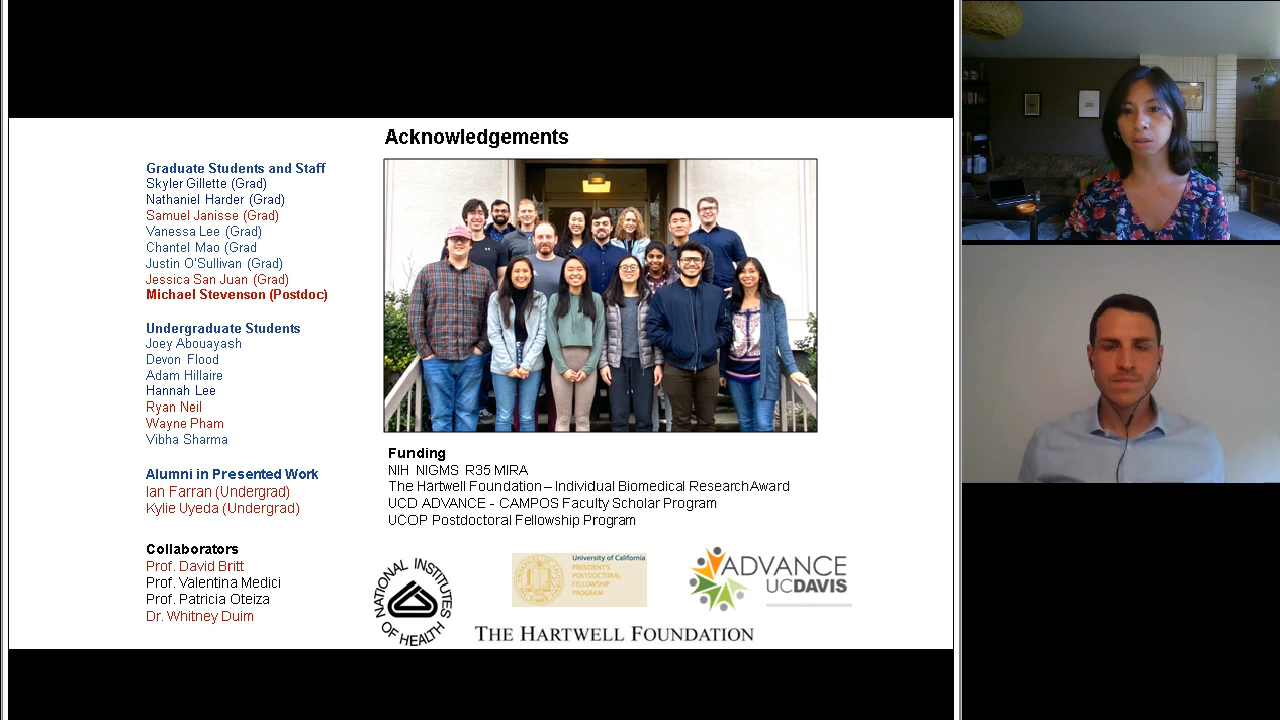 Acknowledgements
Graduate Students and Staff
Skyler Gillette (Grad)
Nathaniel Harder (Grad)
Samuel Janisse (Grad)
Vanessa Lee (Grad)
Chantel Mao (Grad
Justin O'Sullivan (Grad)
Jessica San Juan (Grad)
Michael Stevenson (Postdoc)
Undergraduate Students
Joey Abouayash
Devon Flood
Adam Hillaire
Hannah Lee
Ryan Neil
Wayne Pham
Vibha Sharma
Alumni in Presented Work
Ian Farran (Undergrad)
Kylie Uyeda (Undergrad)
Collaborators
Prof. David Britt
Prof. Valentina Medici
Prof. Patricia Oteiza
Dr. Whitney Duim
Funding
NIH NIGMS R35 MIRA
The Hartwell Foundation – Individual Biomedical Research Award
UCD ADVANCE - CAMPOS Faculty Scholar Program
UCOP Postdoctoral Fellowship Program
NATIONAL INSTITUTES OF HEALTH
University of California
PRESIDENT'S
POSTDOCTORAL
FELLOWSHIP
PROGRAM
ADVANCE
UCDAVIS
THE HARTWELL FOUNDATION